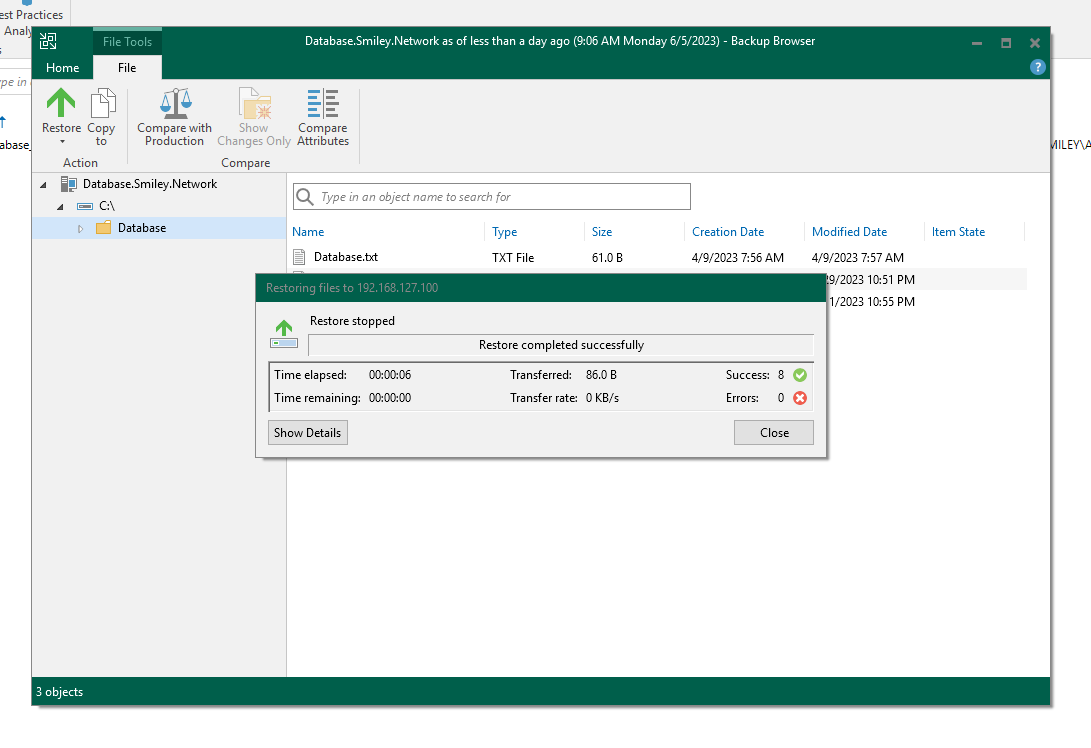 est Practices
Analy
File Tools
Database.Smiley.Network as of less than a day ago (9:06 AM Monday 6/5/2023) - Backup Browser
Home File
?
ype in
Restore Copy to
Action
Compare with Production
Show Changes Only
Compare Attributes
Compare
abase_
MILEY\A
Database.Smiley.Network
C:\
Database
Type in an object name to search for
Name Type Size Creation Date Modified Date Item State
Database.txt TXT File 61.0 B 4/9/2023 7:56 AM 4/9/2023 7:57 AM
29/2023 10:51 PM
1/2023 10:55 PM
Restoring files to 192.168.127.100
Restore stopped
Restore completed successfully
Time elapsed: 00:00:06 Transferred: 86.0 B Success: 8
Time remaining: 00:00:00 Transfer rate: 0 KB/s Errors: 0
Show Details Close
3 objects